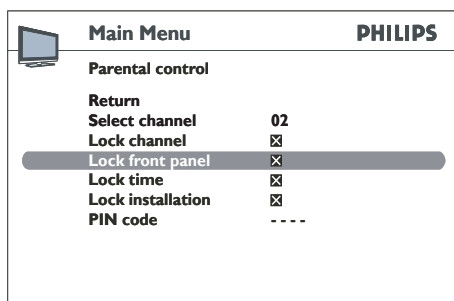 Main Menu PHILIPS
Parental control
Return
Select channel 02
Lock channel
Lock front panel
Lock time
Lock installation
PIN code - - - -